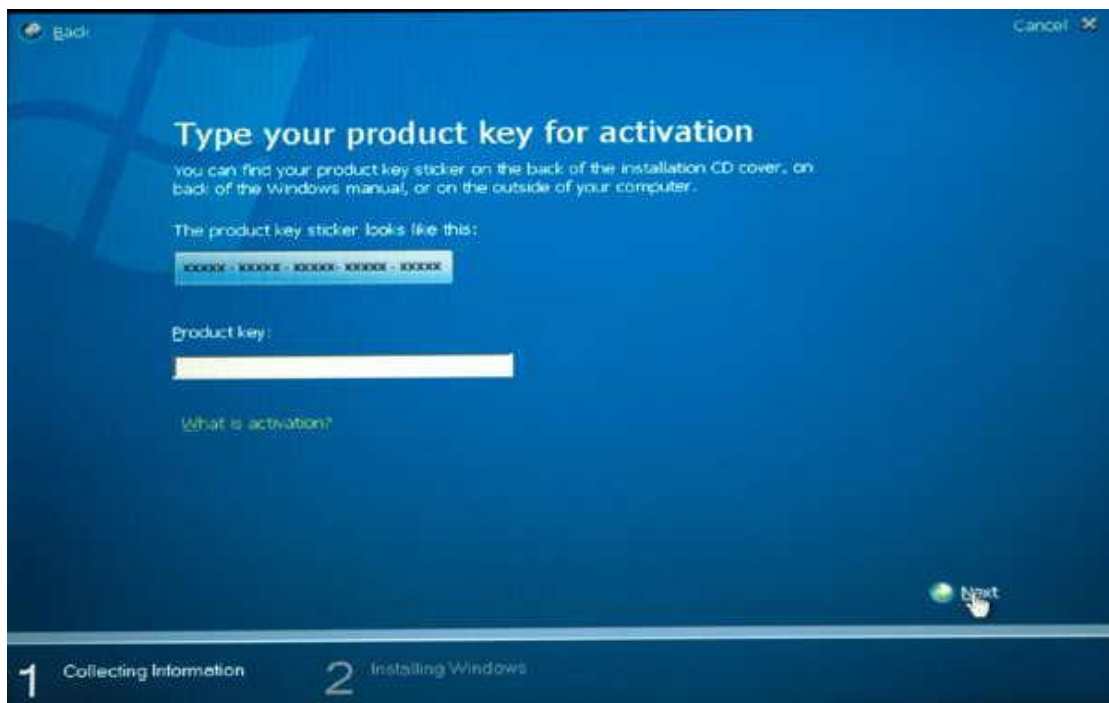 Back
Cancel
Type your product key for activation
You can find your product key sticker on the back of the installation CD cover, on
back of the Windows manual, or on the outside of your computer.
The product key sticker looks like this:
XXXXX - XXXXX - XXXXX- XXXXX - XXXXX
Product key:
What is activation?
Next
1 Collecting Information
2 Installing Windows